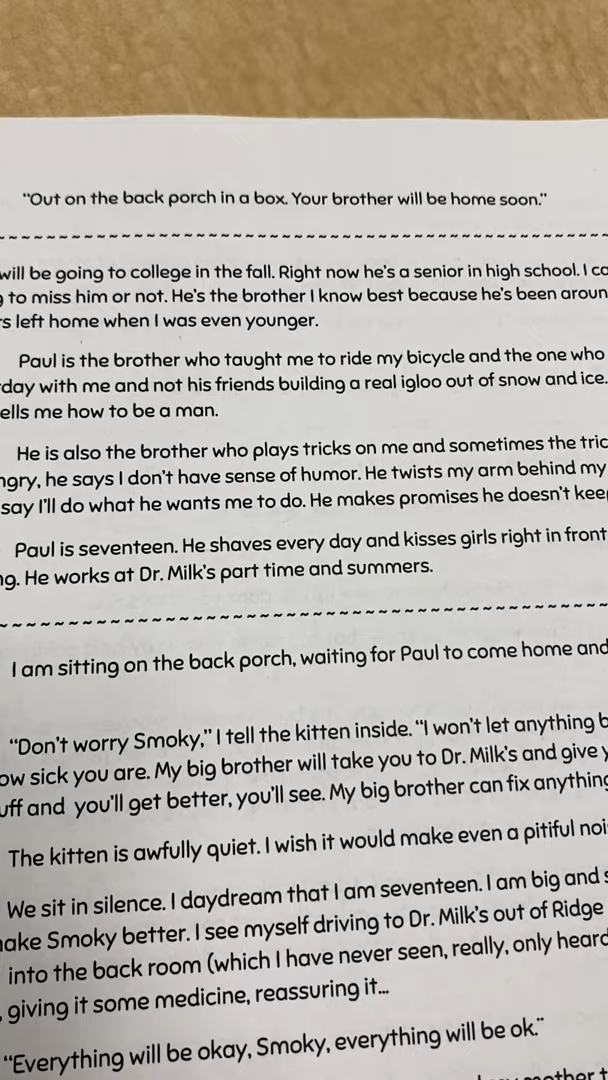 "Out on the back porch in a box. Your brother will be home soon."
~~~~~~~~~~~~~~~~~~~~~~~~~~~~~~~~~~~~~~~~~~~~~~~~
will be going to college in the fall. Right now he's a senior in high school. I
to miss him or not. He's the brother I know best because he's been
left home when I was even younger.
Paul is the brother who taught me to ride my bicycle and the one who
day with me and not his friends building a real igloo out of snow and ice.
me how to be a man.
He is also the brother who plays tricks on me and sometimes the
he says I don't have sense of humor. He twists my arm behind my
say I'll do what he wants me to do. He makes promises he doesn't
Paul is seventeen. He shaves every day and kisses girls right in front
He works at Dr. Milk's part time and summers.
~~~~~~~~~~~~~~~~~~~~~~~~~~~~~~~~~~~~~~~~~~~~~~~~
I am sitting on the back porch, waiting for Paul to come home and
"Don't worry Smoky," I tell the kitten inside. "I won't let anything
sick you are. My big brother will take you to Dr. Milk's and give
and you'll get better, you'll see. My big brother can fix anything
The kitten is awfully quiet. I wish it would make even a pitiful
We sit in silence. I daydream that I am seventeen. I am big and
Smoky better. I see myself driving to Dr. Milk's out of Ridge
into the back room (which I have never seen, really, only heard
giving it some medicine, reassuring it...
"Everything will be okay, Smoky, everything will be ok."